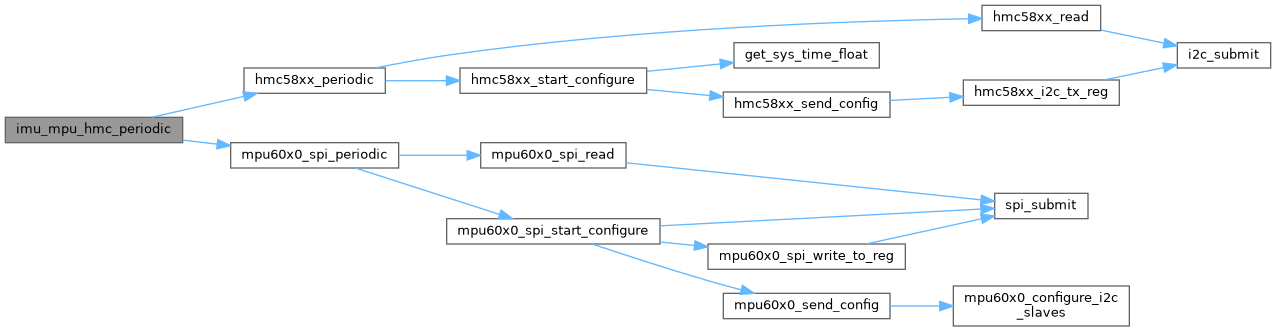 imu_mpu_hmc_periodic
hmc58xx_periodic
hmc58xx_read
i2c_submit
hmc58xx_start_configure
get_sys_time_float
hmc58xx_send_config
hmc58xx_i2c_tx_reg
mpu60x0_spi_periodic
mpu60x0_spi_read
spi_submit
mpu60x0_spi_start_configure
mpu60x0_spi_write_to_reg
mpu60x0_send_config
mpu60x0_configure_i2c
_slaves